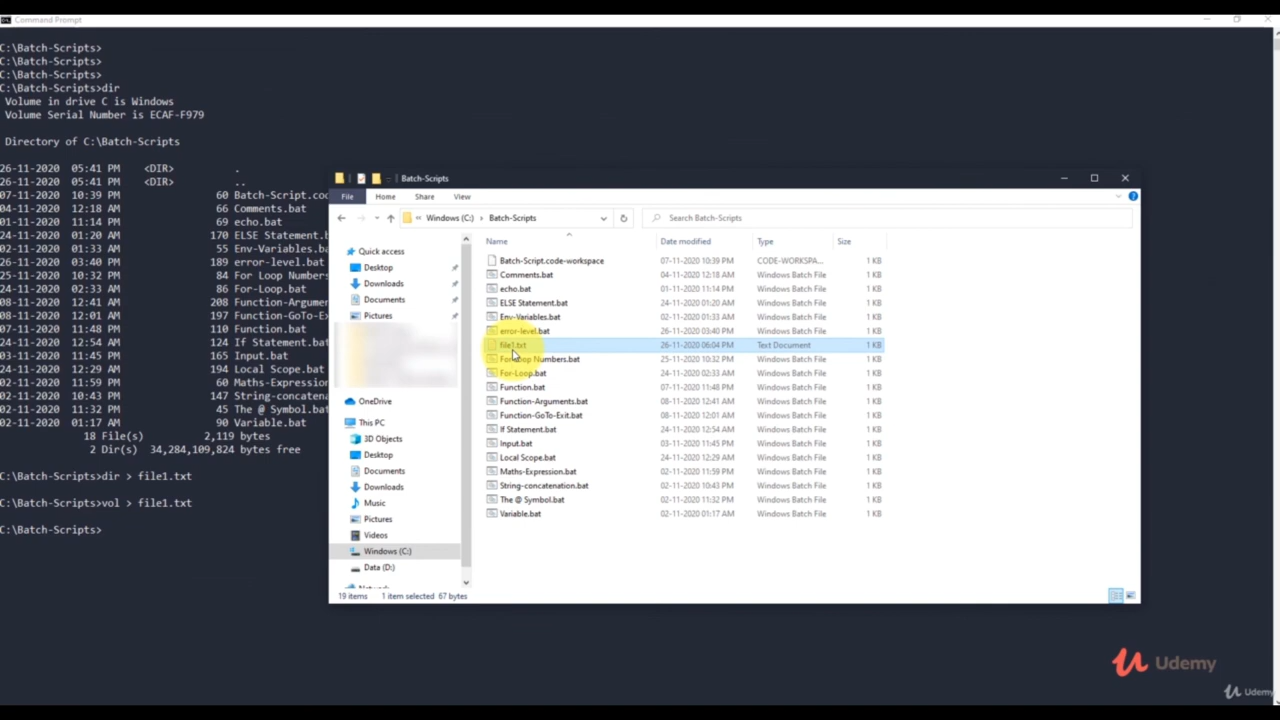 Command Prompt
C:\Batch-Scripts>
C:\Batch-Scripts>
C:\Batch-Scripts>
C:\Batch-Scripts>dir
Volume in drive C is Windows
Volume Serial Number is ECAF-F979
Directory of C:\Batch-Scripts
26-11-2020 05:41 PM <DIR> .
26-11-2020 05:41 PM <DIR> ..
07-11-2020 10:39 PM 60 Batch-Script.co
04-11-2020 12:18 AM 66 Comments.bat
01-11-2020 11:14 PM 69 echo.bat
24-11-2020 01:20 AM 170 ELSE Statement.b
02-11-2020 01:33 AM 55 Env-Variables.b
26-11-2020 03:40 PM 189 error-level.bat
25-11-2020 10:32 PM 84 For Loop Numbers
24-11-2020 02:33 AM 86 For-Loop.bat
08-11-2020 12:41 AM 208 Function-Argumen
08-11-2020 12:01 AM 197 Function-GoTo-Ex
07-11-2020 11:48 PM 110 Function.bat
24-11-2020 12:54 AM 124 If Statement.bat
03-11-2020 11:45 PM 165 Input.bat
24-11-2020 12:29 AM 194 Local Scope.bat
02-11-2020 11:59 PM 60 Maths-Expression
02-11-2020 10:43 PM 147 String-concatena
02-11-2020 11:32 PM 45 The @ Symbol.bat
02-11-2020 01:17 AM 90 Variable.bat
18 File(s) 2,119 bytes
2 Dir(s) 34,284,109,824 bytes free
C:\Batch-Scripts>dir > file1.txt
C:\Batch-Scripts>vol > file1.txt
C:\Batch-Scripts>
Batch-Scripts
File Home Share View
Windows (C:) Batch-Scripts
Search Batch-Scripts
Quick access
Desktop
Downloads
Documents
Pictures
OneDrive
This PC
3D Objects
Desktop
Documents
Downloads
Music
Pictures
Videos
Windows (C:)
Data (D:)
Name Date modified Type Size
Batch-Script.code-workspace 07-11-2020 10:39 PM CODE-WORKSPA... 1 KB
Comments.bat 04-11-2020 12:18 AM Windows Batch File 1 KB
echo.bat 01-11-2020 11:14 PM Windows Batch File 1 KB
ELSE Statement.bat 24-11-2020 01:20 AM Windows Batch File 1 KB
Env-Variables.bat 02-11-2020 01:33 AM Windows Batch File 1 KB
error-level.bat 26-11-2020 03:40 PM Windows Batch File 1 KB
file1.txt 26-11-2020 06:04 PM Text Document 1 KB
For Loop Numbers.bat 25-11-2020 10:32 PM Windows Batch File 1 KB
For-Loop.bat 24-11-2020 02:33 AM Windows Batch File 1 KB
Function.bat 07-11-2020 11:48 PM Windows Batch File 1 KB
Function-Arguments.bat 08-11-2020 12:41 AM Windows Batch File 1 KB
Function-GoTo-Exit.bat 08-11-2020 12:01 AM Windows Batch File 1 KB
If Statement.bat 24-11-2020 12:54 AM Windows Batch File 1 KB
Input.bat 03-11-2020 11:45 PM Windows Batch File 1 KB
Local Scope.bat 24-11-2020 12:29 AM Windows Batch File 1 KB
Maths-Expression.bat 02-11-2020 11:59 PM Windows Batch File 1 KB
String-concatenation.bat 02-11-2020 10:43 PM Windows Batch File 1 KB
The @ Symbol.bat 02-11-2020 11:32 PM Windows Batch File 1 KB
Variable.bat 02-11-2020 01:17 AM Windows Batch File 1 KB
19 items 1 item selected 67 bytes
Udemy
Udemy